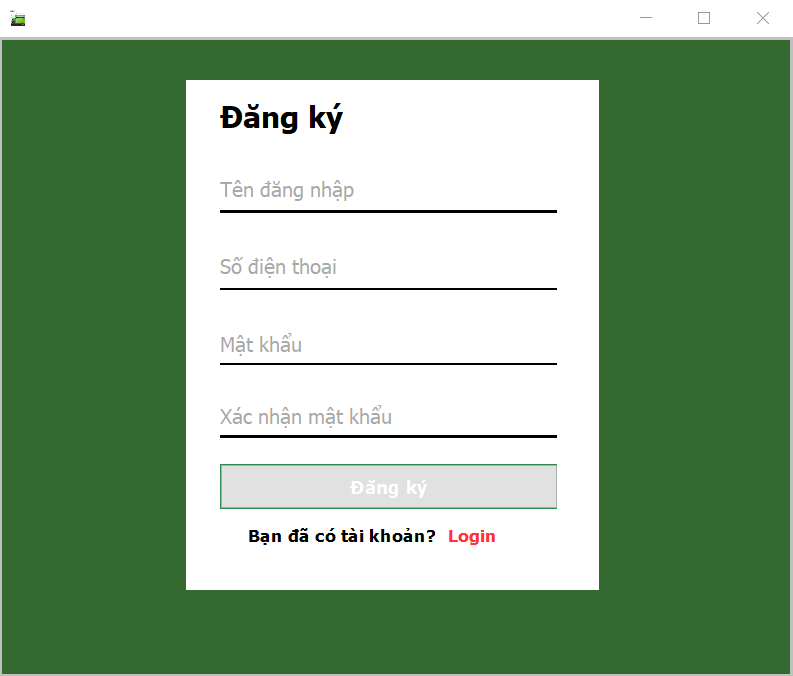 Đăng ký
Tên đăng nhập
Số điện thoại
Mật khẩu
Xác nhận mật khẩu
Đăng ký
Bạn đã có tài khoản? Login